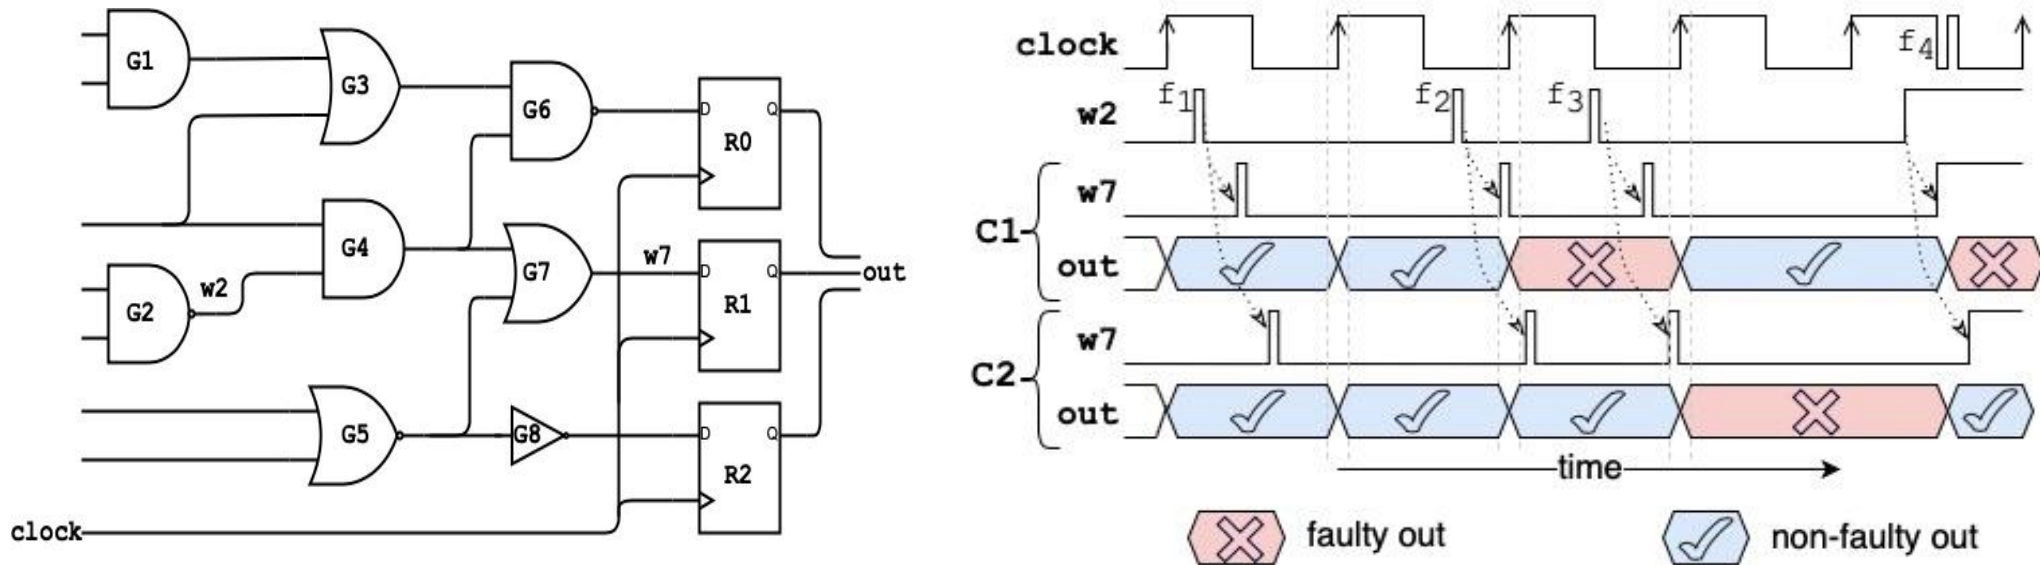 G1
G3
G6
G4
G2
w2
G7
w7
G5
G8
D
Q
R0
D
Q
R1
D
Q
R2
out
clock
clock
f4
w2
f1
f2
f3
C1
w7
out
C2
w7
out
time
faulty out
non-faulty out